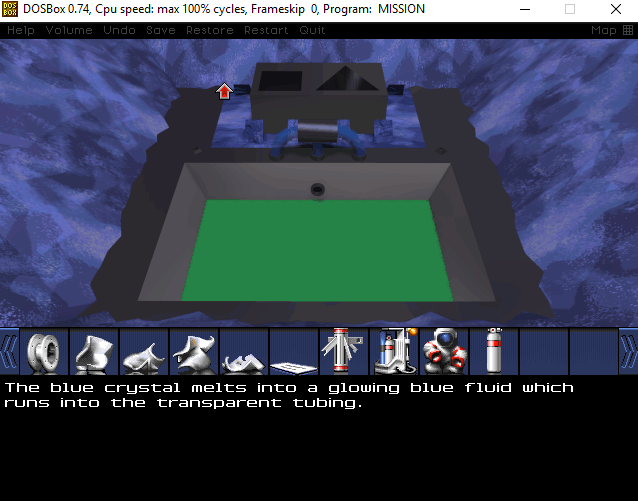 DOSBox 0.74, Cpu speed: max 100% cycles, Frameskip 0, Program: MISSION
Help Volume Undo Save Restore Restart Quit Map
The blue crystal melts into a glowing blue fluid which
runs into the transparent tubing.